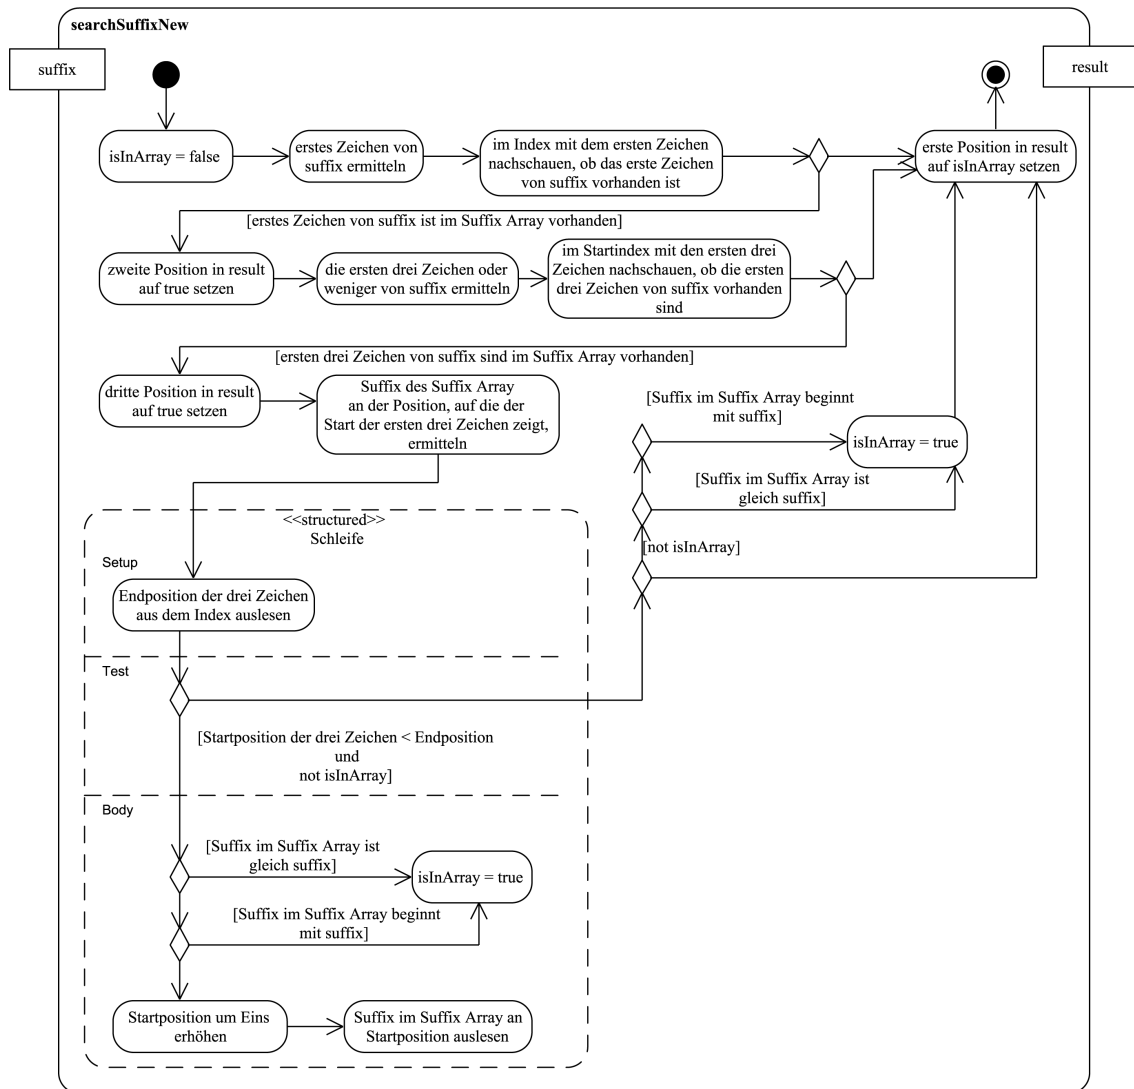 searchSuffixNew
suffix
result
isInArray = false
erstes Zeichen von
suffix ermitteln
im Index mit dem ersten Zeichen
nachschauen, ob das erste Zeichen
von suffix vorhanden ist
erste Position in result
auf isInArray setzen
[erstes Zeichen von suffix ist im Suffix Array vorhanden]
zweite Position in result
auf true setzen
die ersten drei Zeichen oder
weniger von suffix ermitteln
im Startindex mit den ersten drei
Zeichen nachschauen, ob die ersten
drei Zeichen von suffix vorhanden
sind
[ersten drei Zeichen von suffix sind im Suffix Array vorhanden]
dritte Position in result
auf true setzen
Suffix des Suffix Array
an der Position, auf die der
Start der ersten drei Zeichen zeigt,
ermitteln
[Suffix im Suffix Array beginnt
mit suffix]
isInArray = true
[Suffix im Suffix Array ist
gleich suffix]
[not isInArray]
<<structured>>
Schleife
Setup
Endposition der drei Zeichen
aus dem Index auslesen
Test
[Startposition der drei Zeichen < Endposition
und
not isInArray]
Body
[Suffix im Suffix Array ist
gleich suffix]
isInArray = true
[Suffix im Suffix Array beginnt
mit suffix]
Startposition um Eins
erhöhen
Suffix im Suffix Array an
Startposition auslesen